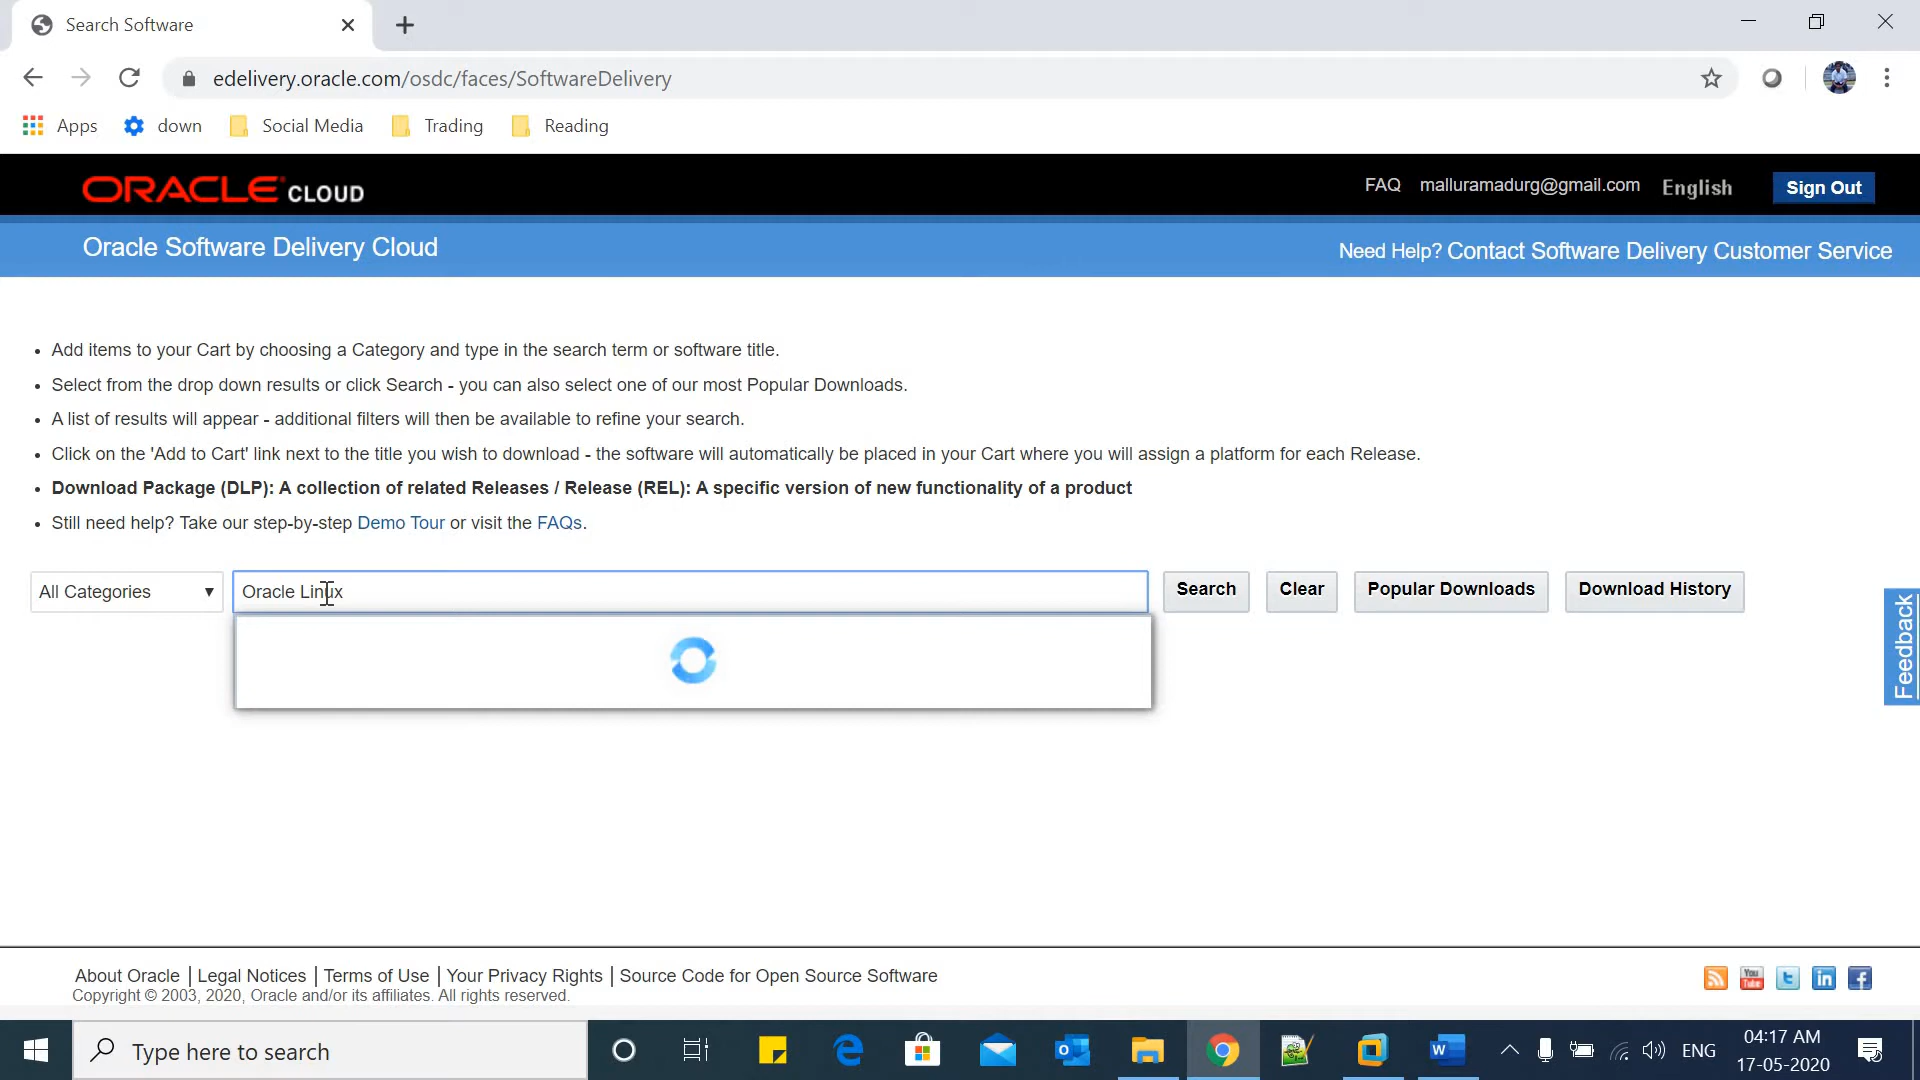 Search Software
edelivery.oracle.com/osdc/faces/SoftwareDelivery
Apps down Social Media Trading Reading
ORACLE CLOUD FAQ malluramadurg@gmail.com English Sign Out
Oracle Software Delivery Cloud Need Help? Contact Software Delivery Customer Service
• Add items to your Cart by choosing a Category and type in the search term or software title.
• Select from the drop down results or click Search - you can also select one of our most Popular Downloads.
• A list of results will appear - additional filters will then be available to refine your search.
• Click on the 'Add to Cart' link next to the title you wish to download - the software will automatically be placed in your Cart where you will assign a platform for each Release.
• Download Package (DLP): A collection of related Releases / Release (REL): A specific version of new functionality of a product
• Still need help? Take our step-by-step Demo Tour or visit the FAQs.
All Categories Oracle Linux Search Clear Popular Downloads Download History
Feedback
About Oracle | Legal Notices | Terms of Use | Your Privacy Rights | Source Code for Open Source Software
Copyright © 2003, 2020, Oracle and/or its affiliates. All rights reserved.
You Tube
Type here to search ENG 04:17 AM
17-05-2020